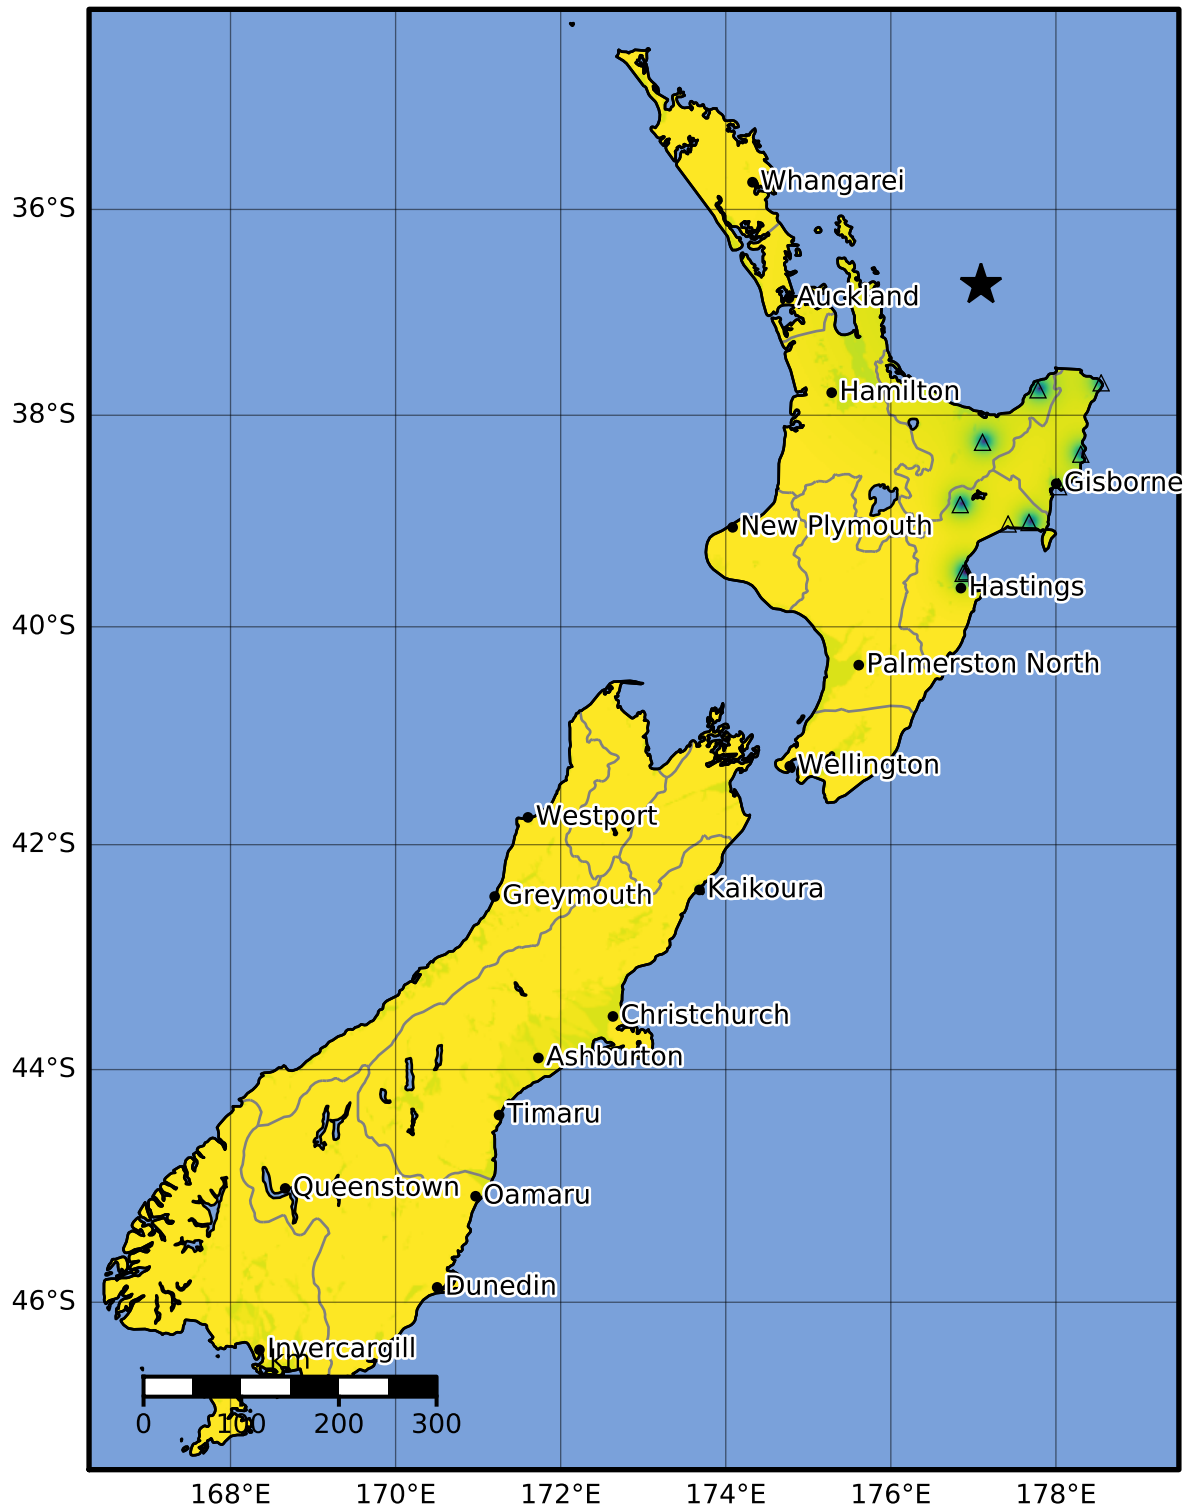 Whangarei
36°S
Auckland
Hamilton
38°S
Gisborne
New Plymouth
Hastings
40°S
Palmerston North
Wellington
Westport
42°S
Kaikoura
Greymouth
Christchurch
Ashburton
44°S
Timaru
Queenstown
Oamaru
Dunedin
46°S
Invercargill
km
0 100 200 300
168°E 170°E 172°E 174°E 176°E 178°E